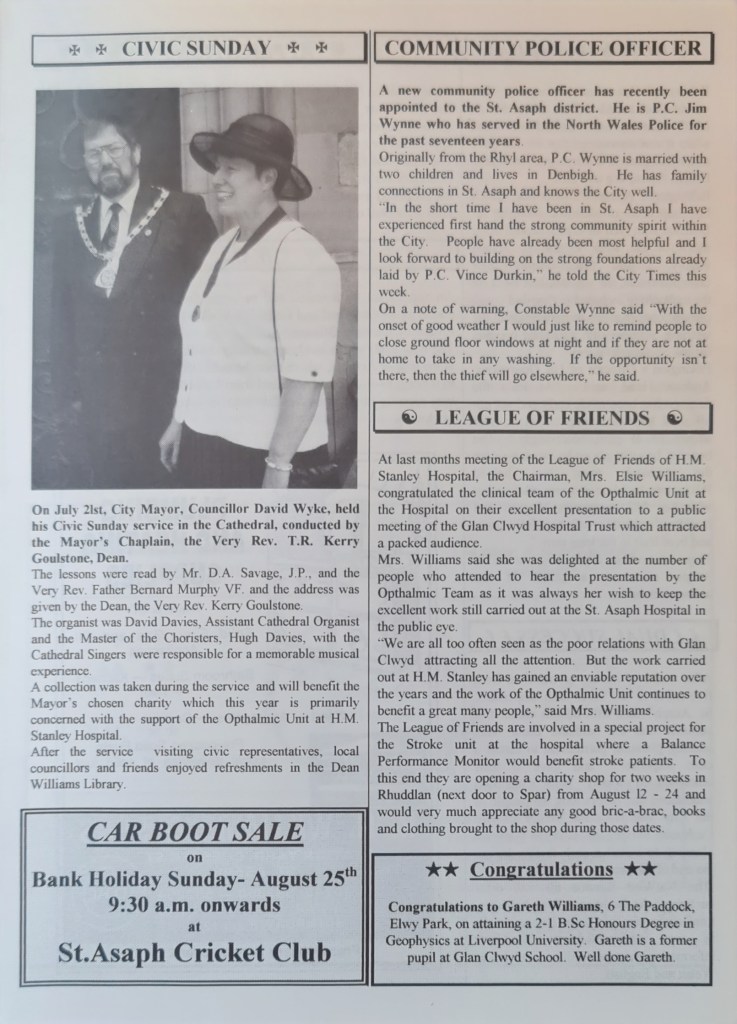 ✠ ✠ CIVIC SUNDAY ✠ ✠
On July 21st, City Mayor, Councillor David Wyke, held
his Civic Sunday service in the Cathedral, conducted by
the Mayor's Chaplain, the Very Rev. T.R. Kerry
Goulstone, Dean.
The lessons were read by Mr. D.A. Savage, J.P., and the
Very Rev. Father Bernard Murphy VF. and the address was
given by the Dean, the Very Rev. Kerry Goulstone.
The organist was David Davies, Assistant Cathedral Organist
and the Master of the Choristers, Hugh Davies, with the
Cathedral Singers were responsible for a memorable musical
experience.
A collection was taken during the service and will benefit the
Mayor's chosen charity which this year is primarily
concerned with the support of the Opthalmic Unit at H.M.
Stanley Hospital.
After the service visiting civic representatives, local
councillors and friends enjoyed refreshments in the Dean
Williams Library.
CAR BOOT SALE
on
Bank Holiday Sunday- August 25th
9:30 a.m. onwards
at
St.Asaph Cricket Club
COMMUNITY POLICE OFFICER
A new community police officer has recently been
appointed to the St. Asaph district. He is P.C. Jim
Wynne who has served in the North Wales Police for
the past seventeen years.
Originally from the Rhyl area, P.C. Wynne is married with
two children and lives in Denbigh. He has family
connections in St. Asaph and knows the City well.
"In the short time I have been in St. Asaph I have
experienced first hand the strong community spirit within
the City. People have already been most helpful and I
look forward to building on the strong foundations already
laid by P.C. Vince Durkin," he told the City Times this
week.
On a note of warning, Constable Wynne said "With the
onset of good weather I would just like to remind people to
close ground floor windows at night and if they are not at
home to take in any washing. If the opportunity isn't
there, then the thief will go elsewhere," he said.
☯ LEAGUE OF FRIENDS ☯
At last months meeting of the League of Friends of H.M.
Stanley Hospital, the Chairman, Mrs. Elsie Williams,
congratulated the clinical team of the Opthalmic Unit at
the Hospital on their excellent presentation to a public
meeting of the Glan Clwyd Hospital Trust which attracted
a packed audience.
Mrs. Williams said she was delighted at the number of
people who attended to hear the presentation by the
Opthalmic Team as it was always her wish to keep the
excellent work still carried out at the St. Asaph Hospital in
the public eye.
"We are all too often seen as the poor relations with Glan
Clwyd attracting all the attention. But the work carried
out at H.M. Stanley has gained an enviable reputation over
the years and the work of the Opthalmic Unit continues to
benefit a great many people," said Mrs. Williams.
The League of Friends are involved in a special project for
the Stroke unit at the hospital where a Balance
Performance Monitor would benefit stroke patients. To
this end they are opening a charity shop for two weeks in
Rhuddlan (next door to Spar) from August 12 - 24 and
would very much appreciate any good bric-a-brac, books
and clothing brought to the shop during those dates.
★★ Congratulations ★★
Congratulations to Gareth Williams, 6 The Paddock,
Elwy Park, on attaining a 2-1 B.Sc Honours Degree in
Geophysics at Liverpool University. Gareth is a former
pupil at Glan Clwyd School. Well done Gareth.